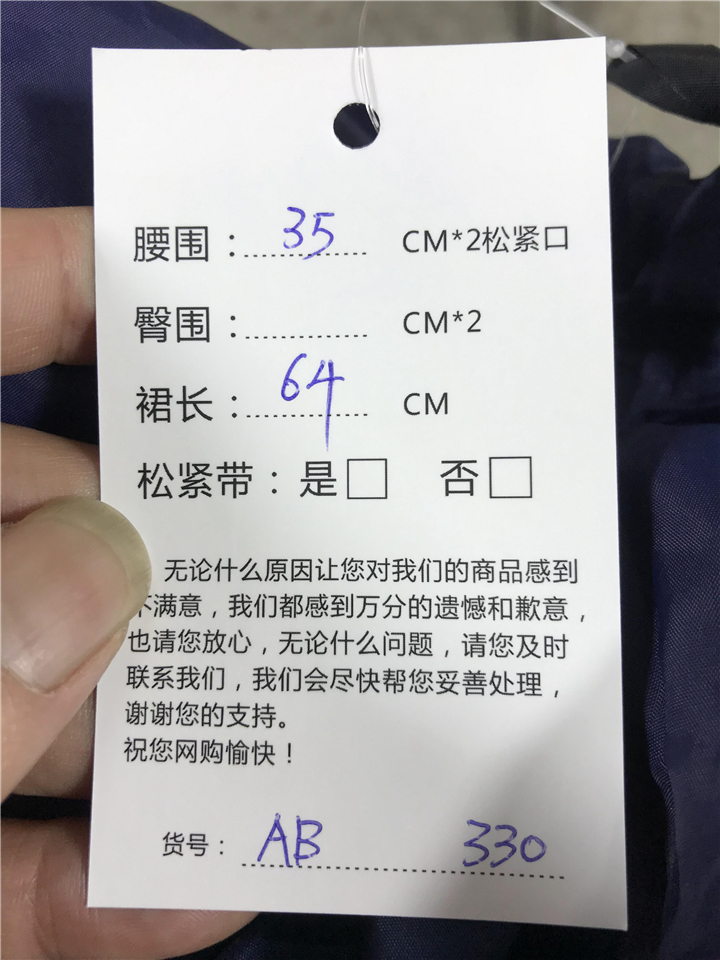 腰围：35 CM*2松紧口
臀围： CM*2
裙长：64 CM
松紧带：是□ 否□
无论什么原因让您对我们的商品感到
不满意，我们都感到万分的遗憾和歉意，
也请您放心，无论什么问题，请您及时
联系我们，我们会尽快帮您妥善处理，
谢谢您的支持。
祝您网购愉快！
货号：AB 330